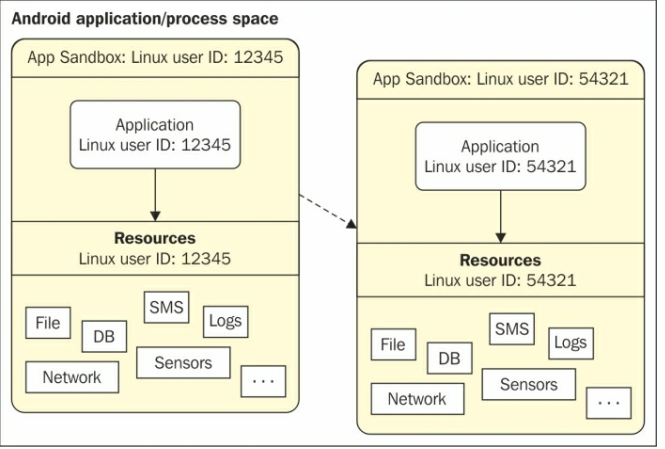 Android application/process space
App Sandbox: Linux user ID: 12345
Application
Linux user ID: 12345
Resources
Linux user ID: 12345
File
DB
SMS
Logs
Network
Sensors
...
App Sandbox: Linux user ID: 54321
Application
Linux user ID: 54321
Resources
Linux user ID: 54321
File
DB
SMS
Logs
Network
Sensors
...